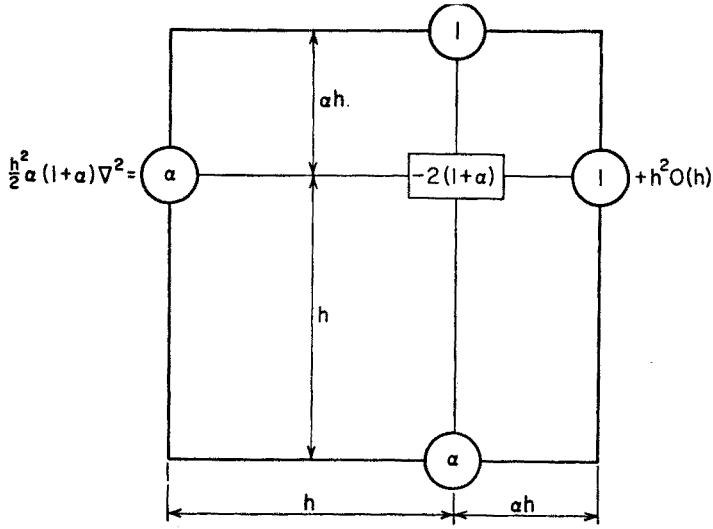 1
αh.
h²/2 α(1+α)∇² = α -2(1+α) 1 + h²O(h)
h
α
h αh